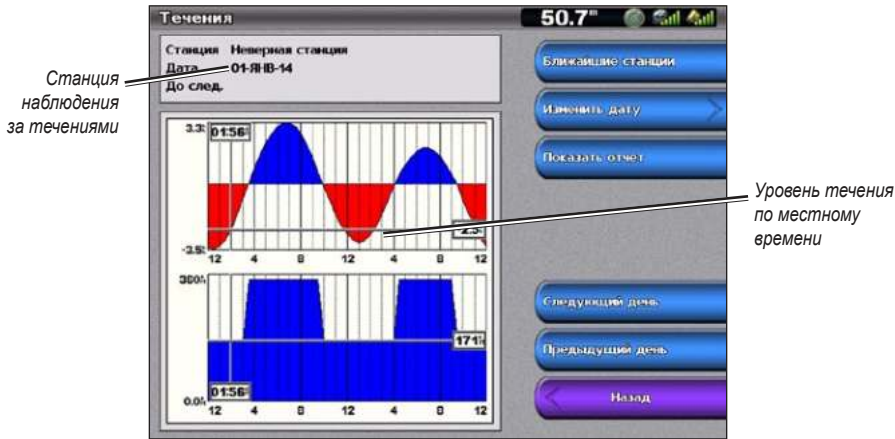 Течения
50.7"
Станция Неверная станция
Дата 01-ЯНВ-14
До след.
Ближайшие станции
Изменить дату
Показать отчет
Станция
наблюдения
за течениями
3.3
01:56
-2.5
-3.5
12 4 8 12 4 8 12
Уровень течения
по местному
времени
360
171
01:56
0.0
12 4 8 12 4 8 12
Следующий день
Предыдущий день
Назад